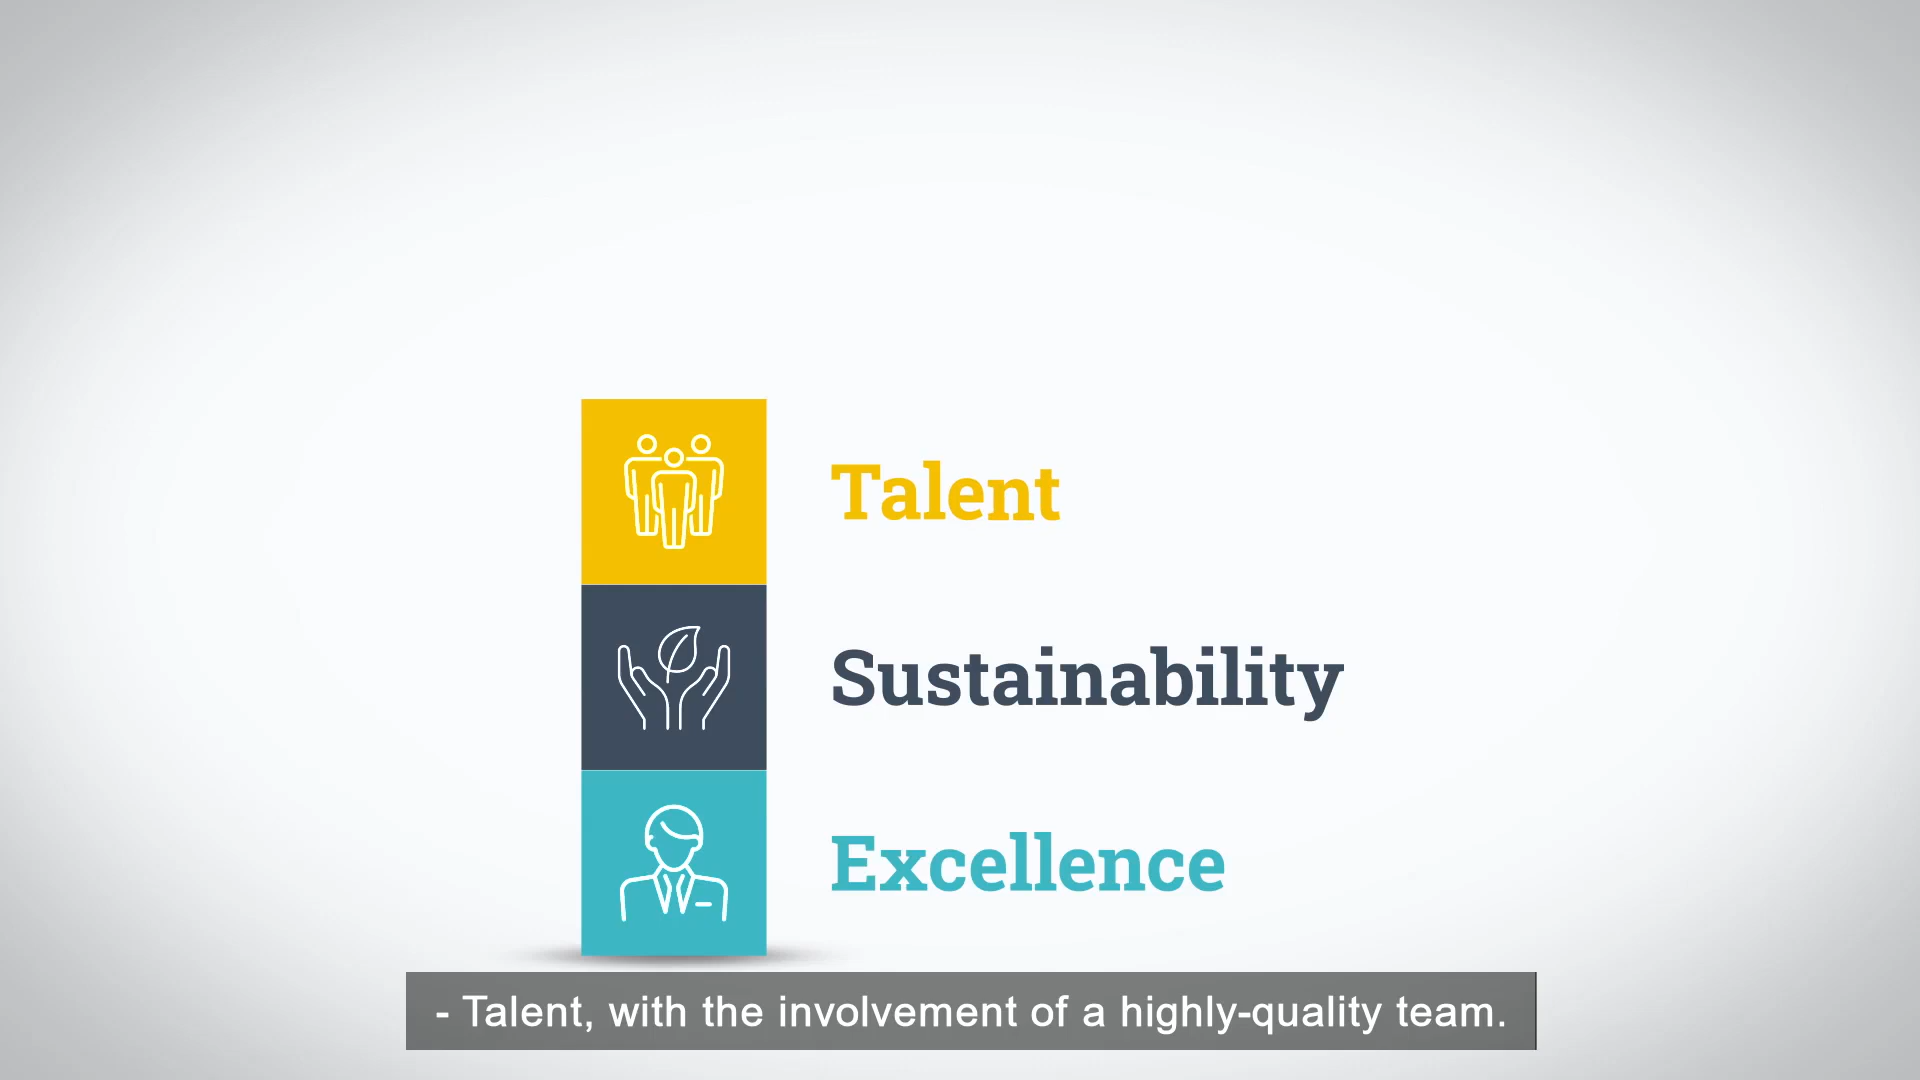 Talent
Sustainability
Excellence
- Talent, with the involvement of a highly-quality team.